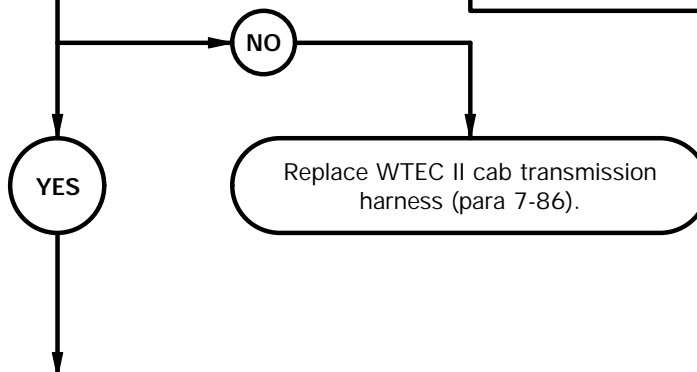 NO
YES
Replace WTEC II cab transmission
harness (para 7-86).